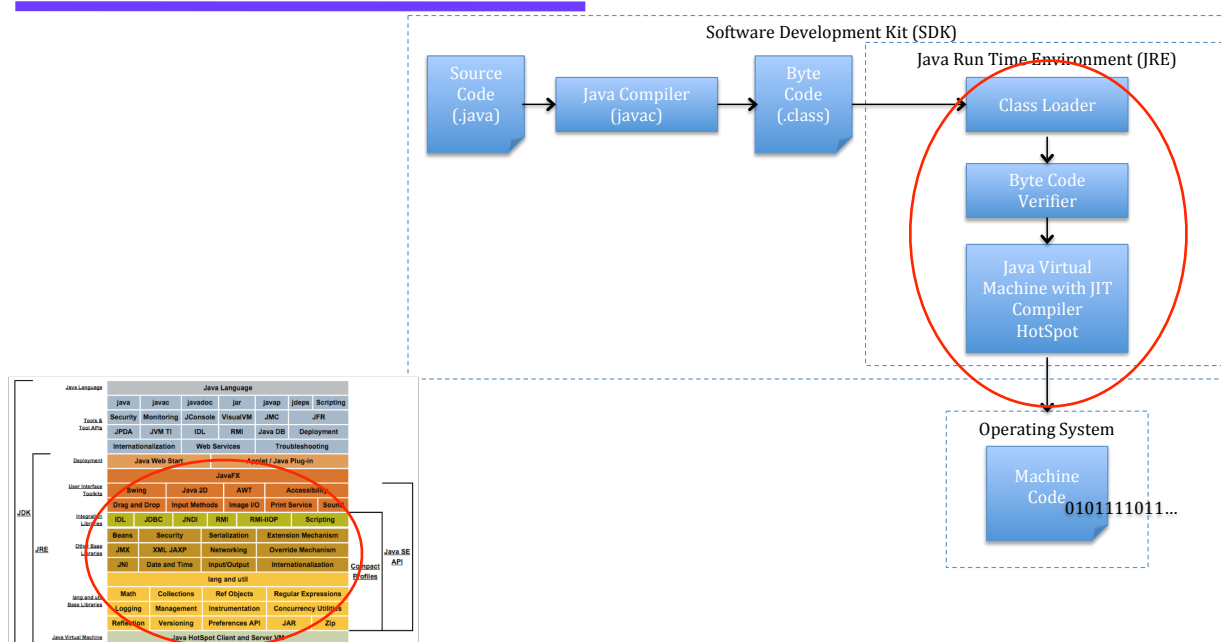 Software Development Kit (SDK)
Java Run Time Environment (JRE)
Source
Code
(.java)
Java Compiler
(javac)
Byte
Code
(.class)
Class Loader
Byte Code
Verifier
Java Virtual
Machine with JIT
Compiler
HotSpot
Operating System
Machine
Code
0101111011...
Java Language
Java Language
java javac javadoc jar javap jdeps Scripting
Tools &
Tool APIs
Security Monitoring JConsole VisualVM JMC JFR
JPDA JVM TI IDL RMI Java DB Deployment
Internationalization Web Services Troubleshooting
Deployment
Java Web Start Applet / Java Plug-in
JavaFX
User Interface
Toolkits
Swing Java 2D AWT Accessibility
Drag and Drop Input Methods Image I/O Print Service Sound
Integration
Libraries
IDL JDBC JNDI RMI RMI-IIOP Scripting
JDK
JRE
Other Base
Libraries
Beans Security Serialization Extension Mechanism
JMX XML JAXP Networking Override Mechanism
JNI Date and Time Input/Output Internationalization
Java SE
API
Compact
Profiles
lang and util
lang and util
Base Libraries
Math Collections Ref Objects Regular Expressions
Logging Management Instrumentation Concurrency Utilities
Reflection Versioning Preferences API JAR Zip
Java Virtual Machine
Java HotSpot Client and Server VM